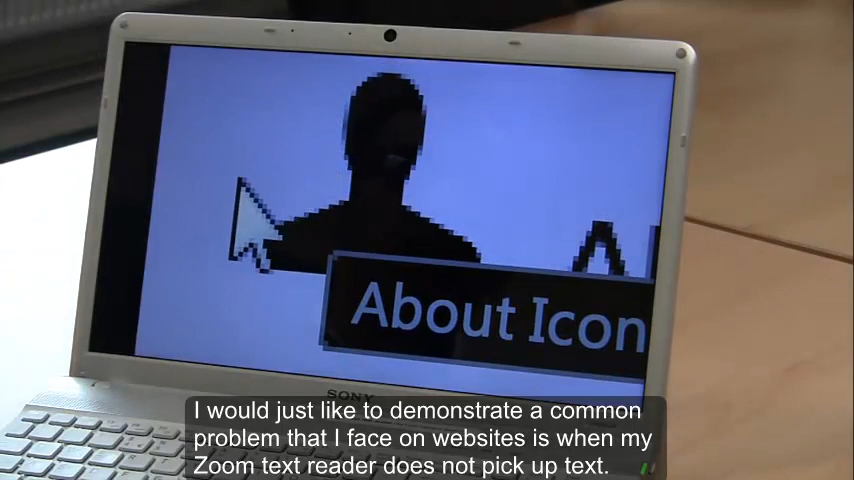 About Icon
SONY
I would just like to demonstrate a common
problem that I face on websites is when my
Zoom text reader does not pick up text.